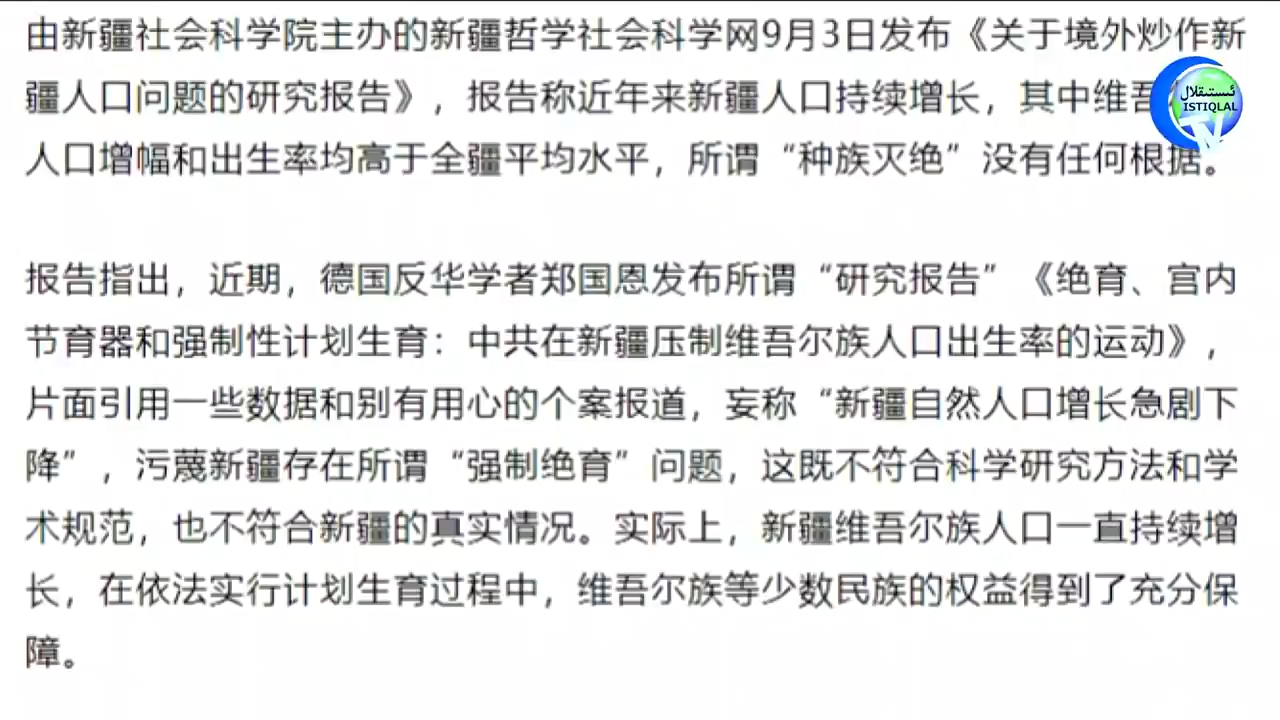 由新疆社会科学院主办的新疆哲学社会科学网9月3日发布《关于境外炒作新
疆人口问题的研究报告》，报告称近年来新疆人口持续增长，其中维吾
人口增幅和出生率均高于全疆平均水平，所谓“种族灭绝”没有任何根据。
ئىستىقلال
ISTIQLAL
报告指出，近期，德国反华学者郑国恩发布所谓“研究报告”《绝育、宫内
节育器和强制性计划生育：中共在新疆压制维吾尔族人口出生率的运动》，
片面引用一些数据和别有用心的个案报道，妄称“新疆自然人口增长急剧下
降”，污蔑新疆存在所谓“强制绝育”问题，这既不符合科学研究方法和学
术规范，也不符合新疆的真实情况。实际上，新疆维吾尔族人口一直持续增
长，在依法实行计划生育过程中，维吾尔族等少数民族的权益得到了充分保
障。